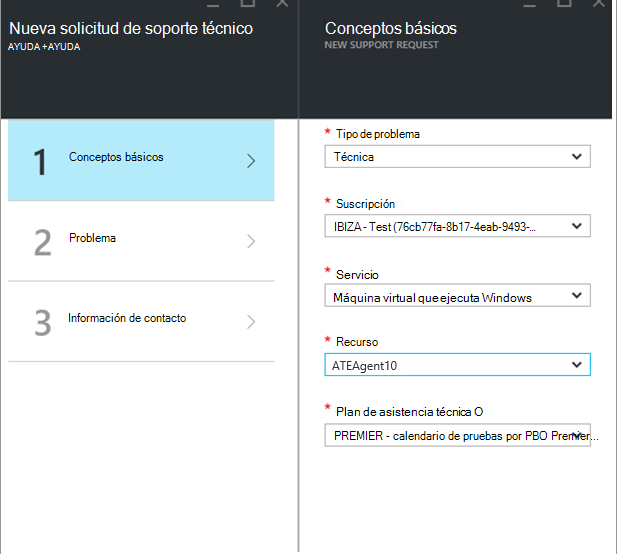 Nueva solicitud de soporte técnico
AYUDA +AYUDA
1
Conceptos básicos
2
Problema
3
Información de contacto
Conceptos básicos
NEW SUPPORT REQUEST
* Tipo de problema
Técnica
* Suscripción
IBIZA - Test (76cb77fa-8b17-4eab-9493-...
* Servicio
Máquina virtual que ejecuta Windows
* Recurso
ATEAgent10
* Plan de asistencia técnica O
PREMIER - calendario de pruebas por PBO Premier...